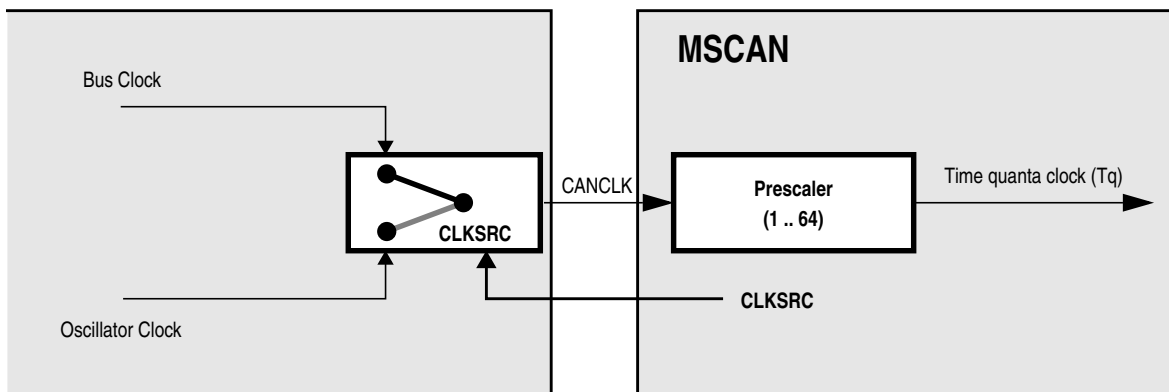 MSCAN
Bus Clock
CANCLK
Prescaler
(1 .. 64)
Time quanta clock (Tq)
CLKSRC
CLKSRC
Oscillator Clock